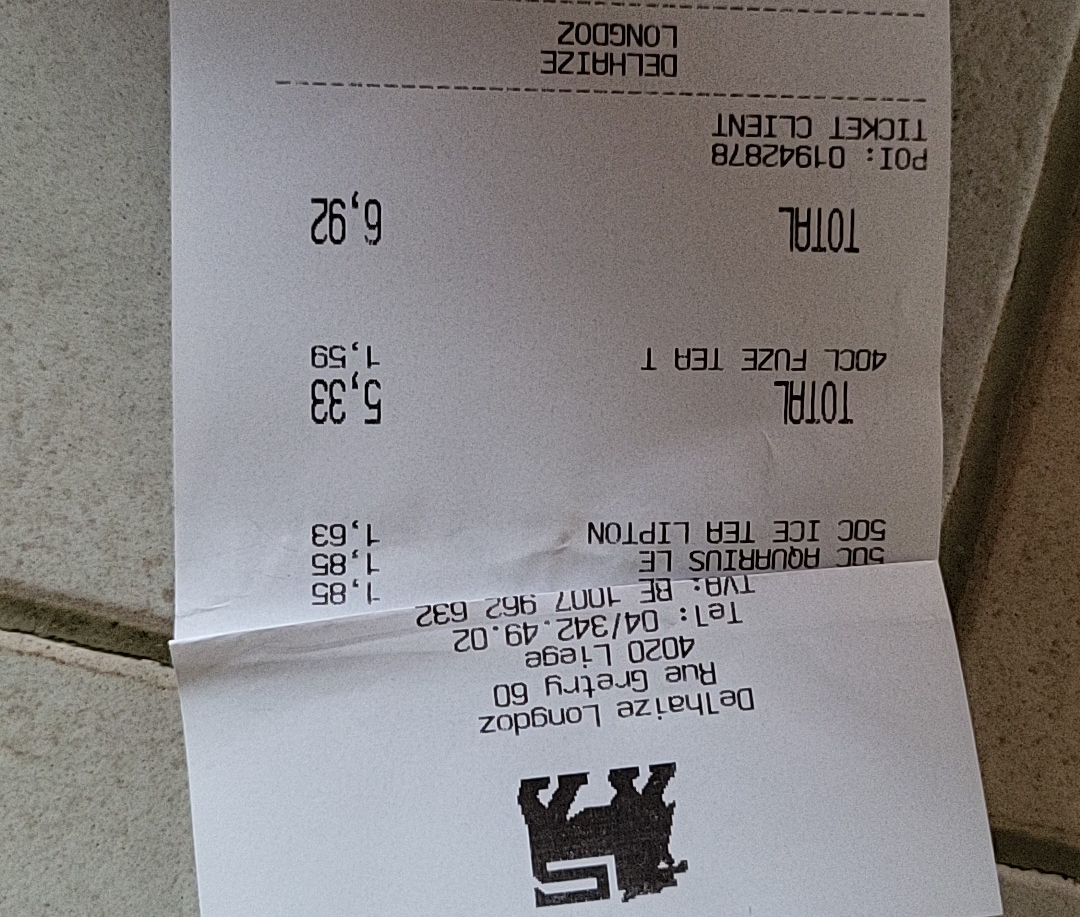 Delhaize Longdoz
Rue Gretry 60
4020 Liege
Tel: 04/342.49.02
TVA: BE 1007 962 632
1,85
50C AQUARIUS LE 1,85
50C ICE TEA LIPTON 1,63
TOTAL 5,33
40CL FUZE TEA T 1,59
TOTAL 6,92
POI: 01942878
TICKET CLIENT
DELHAIZE
LONGDOZ